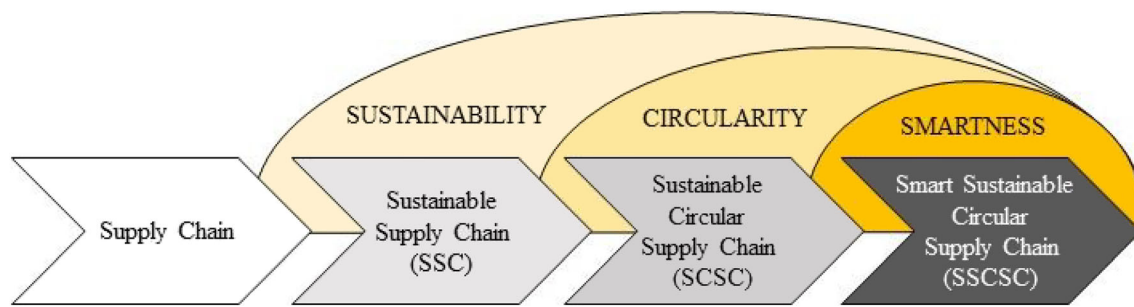 SUSTAINABILITY
CIRCULARITY
SMARTNESS
Supply Chain
Sustainable
Supply Chain
(SSC)
Sustainable
Circular
Supply Chain
(SCSC)
Smart Sustainable
Circular
Supply Chain
(SSCSC)